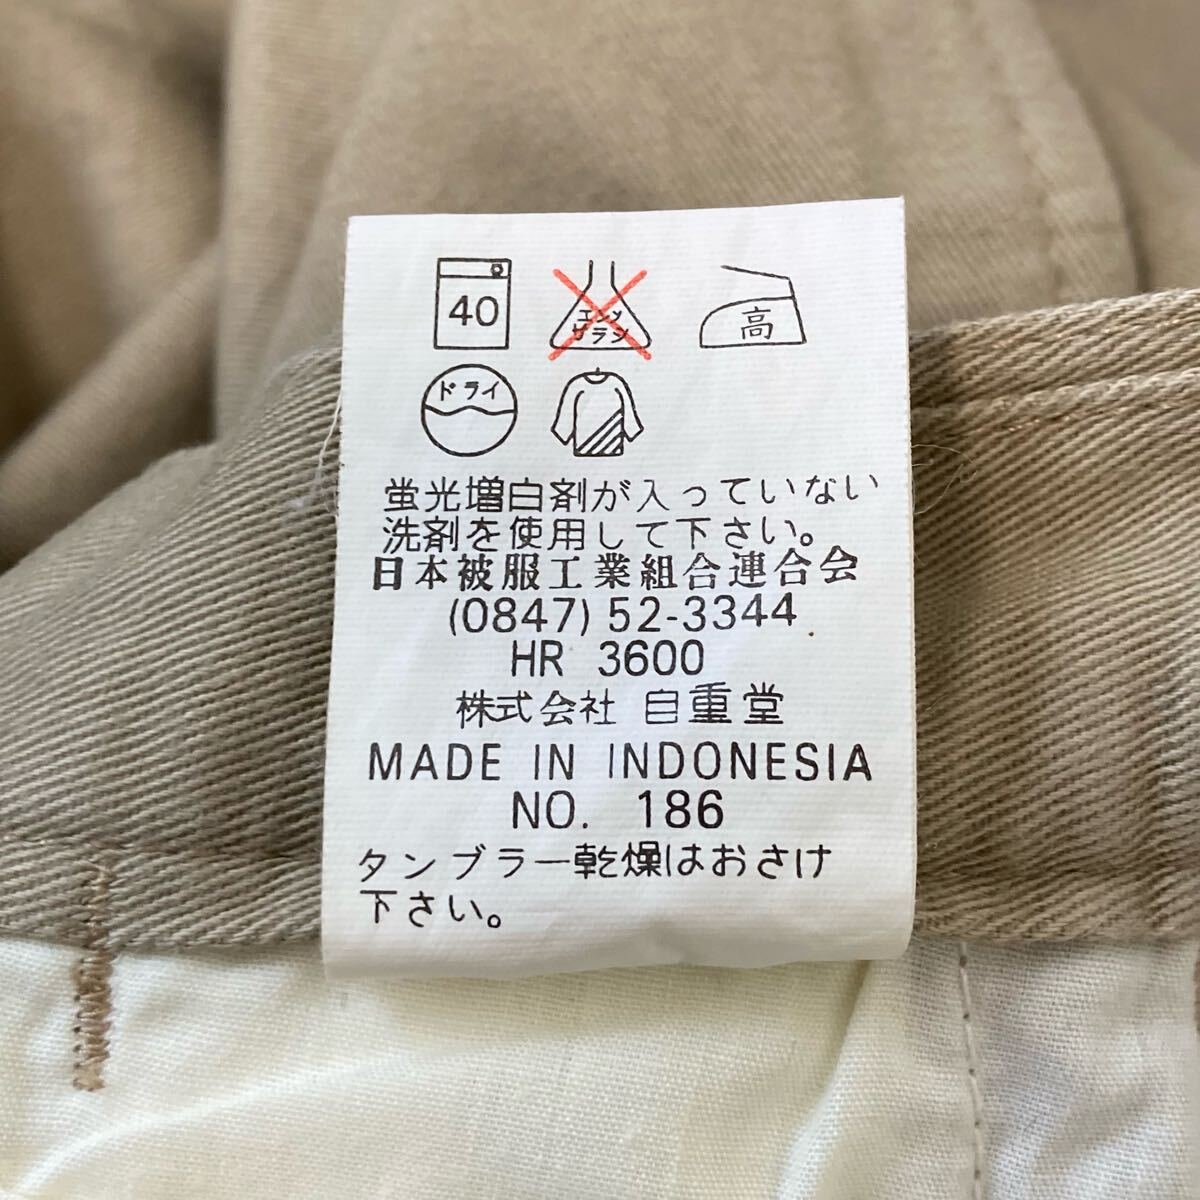 40
エンソ
サラシ
高
ドライ
蛍光増白剤が入っていない
洗剤を使用して下さい。
日本被服工業組合連合会
(0847) 52-3344
HR 3600
株式会社 自重堂
MADE IN INDONESIA
NO. 186
タンブラー乾燥はおさけ
下さい。